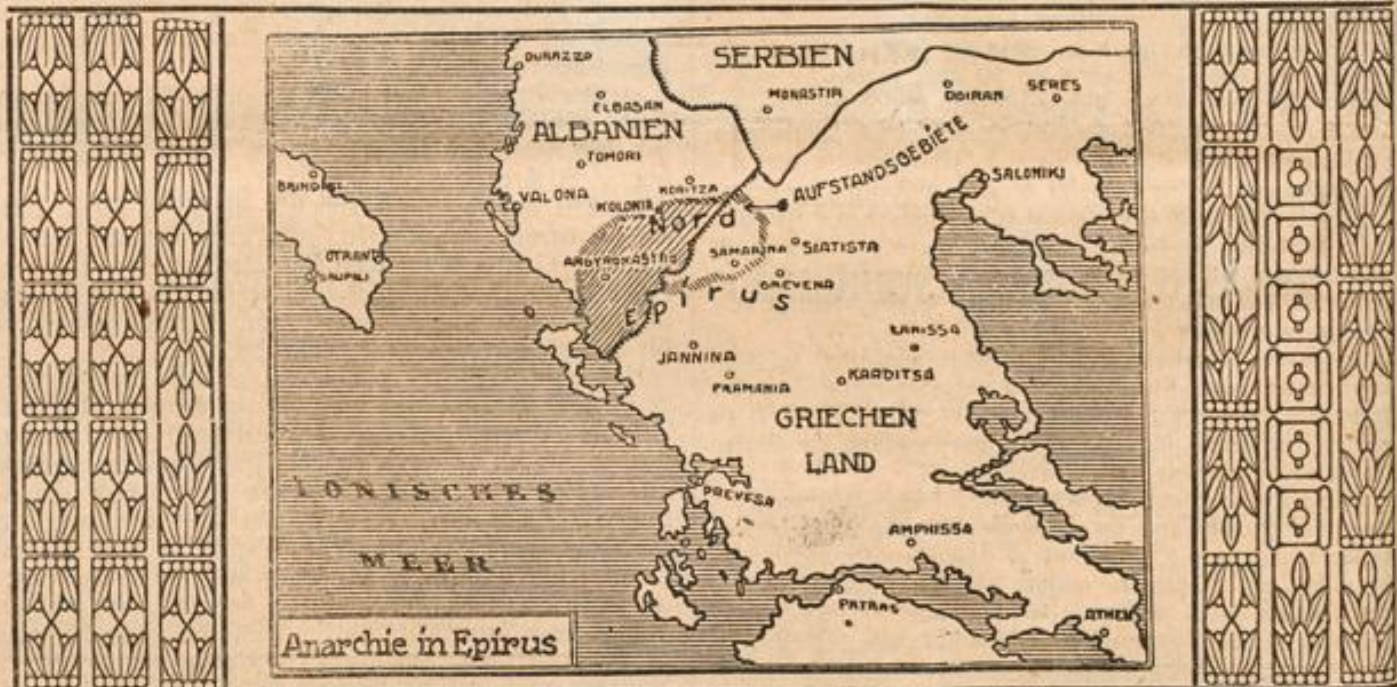 DURAZZO
SERBIEN
ELBASAN
MONASTIR
DOIRAN
SERES
ALBANIEN
TOMORI
AUFSTANDSGEBIETE
BRINDISI
VALONA
KORITZA
SALONIKI
KOLONIA
Nord
SAMARINA
SIATISTA
OTRANTO
ARGYROKASTRO
GREVENA
Epirus
LARISSA
JANNINA
PRAMANIA
KARDITSA
GRIECHEN
LAND
IONISCHES
PREVESA
AMPHISSA
MEER
PATRAS
ATHEN
Anarchie in Epirus